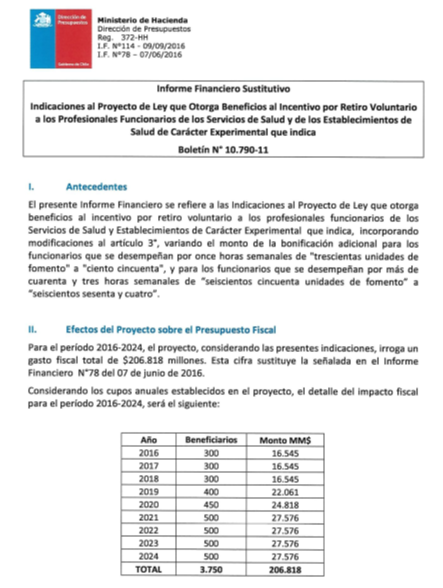 Dirección de
Presupuestos
Gobierno de Chile
Ministerio de Hacienda
Dirección de Presupuestos
Reg. 372-HH
I.F. N°114 - 09/09/2016
I.F. N°78 – 07/06/2016
Informe Financiero Sustitutivo
Indicaciones al Proyecto de Ley que Otorga Beneficios al Incentivo por Retiro Voluntario
a los Profesionales Funcionarios de los Servicios de Salud y de los Establecimientos de
Salud de Carácter Experimental que indica
Boletín N° 10.790-11
I. Antecedentes
El presente Informe Financiero se refiere a las Indicaciones al Proyecto de Ley que otorga
beneficios al incentivo por retiro voluntario a los profesionales funcionarios de los
Servicios de Salud y Establecimientos de Carácter Experimental que indica, incorporando
modificaciones al artículo 3°, variando el monto de la bonificación adicional para los
funcionarios que se desempeñan por once horas semanales de "trescientas unidades de
fomento" a "ciento cincuenta", y para los funcionarios que se desempeñan por más de
cuarenta y tres horas semanales de "seiscientos cincuenta unidades de fomento" a
"seiscientos sesenta y cuatro".
II. Efectos del Proyecto sobre el Presupuesto Fiscal
Para el período 2016-2024, el proyecto, considerando las presentes indicaciones, irroga un
gasto fiscal total de $206.818 millones. Esta cifra sustituye la señalada en el Informe
Financiero N°78 del 07 de junio de 2016.
Considerando los cupos anuales establecidos en el proyecto, el detalle del impacto fiscal
para el período 2016-2024, será el siguiente:
Año Beneficiarios Monto MM$
2016 300 16.545
2017 300 16.545
2018 300 16.545
2019 400 22.061
2020 450 24.818
2021 500 27.576
2022 500 27.576
2023 500 27.576
2024 500 27.576
TOTAL 3.750 206.818